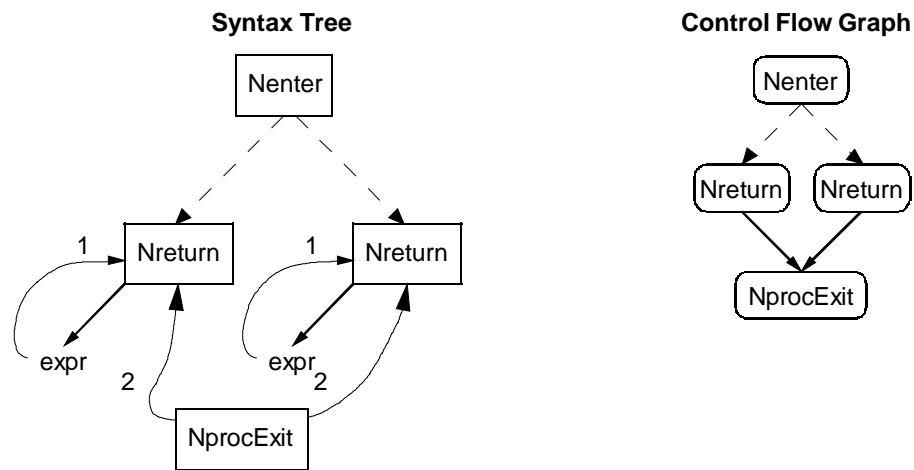 Syntax Tree
Control Flow Graph
Nenter
Nenter
Nreturn
Nreturn
1
1
Nreturn
Nreturn
NprocExit
expr
expr
2
2
NprocExit